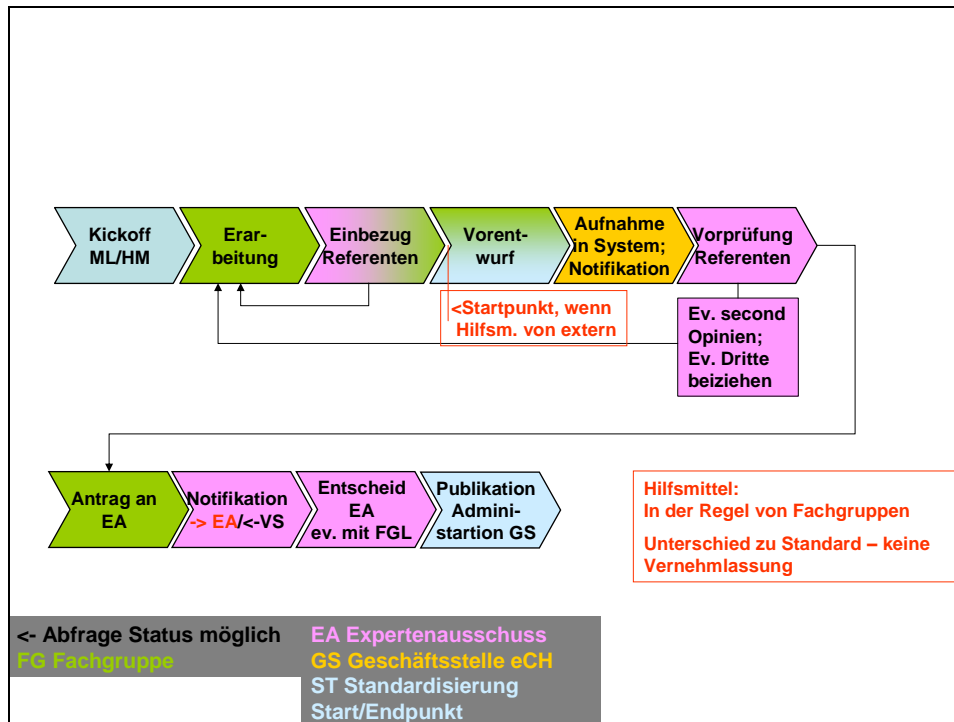 Kickoff
ML/HM
Erar-
beitung
Einbezug
Referenten
Vorent-
wurf
Aufnahme
in System;
Notifikation
Vorprüfung
Referenten
<Startpunkt, wenn
Hilfsm. von extern
Ev. second
Opinien;
Ev. Dritte
beiziehen
Antrag an
EA
Notifikation
-> EA/<-VS
Entscheid
EA
ev. mit FGL
Publikation
Admini-
startion GS
Hilfsmittel:
In der Regel von Fachgruppen
Unterschied zu Standard – keine
Vernehmlassung
<- Abfrage Status möglich
FG Fachgruppe
EA Expertenausschuss
GS Geschäftsstelle eCH
ST Standardisierung
Start/Endpunkt